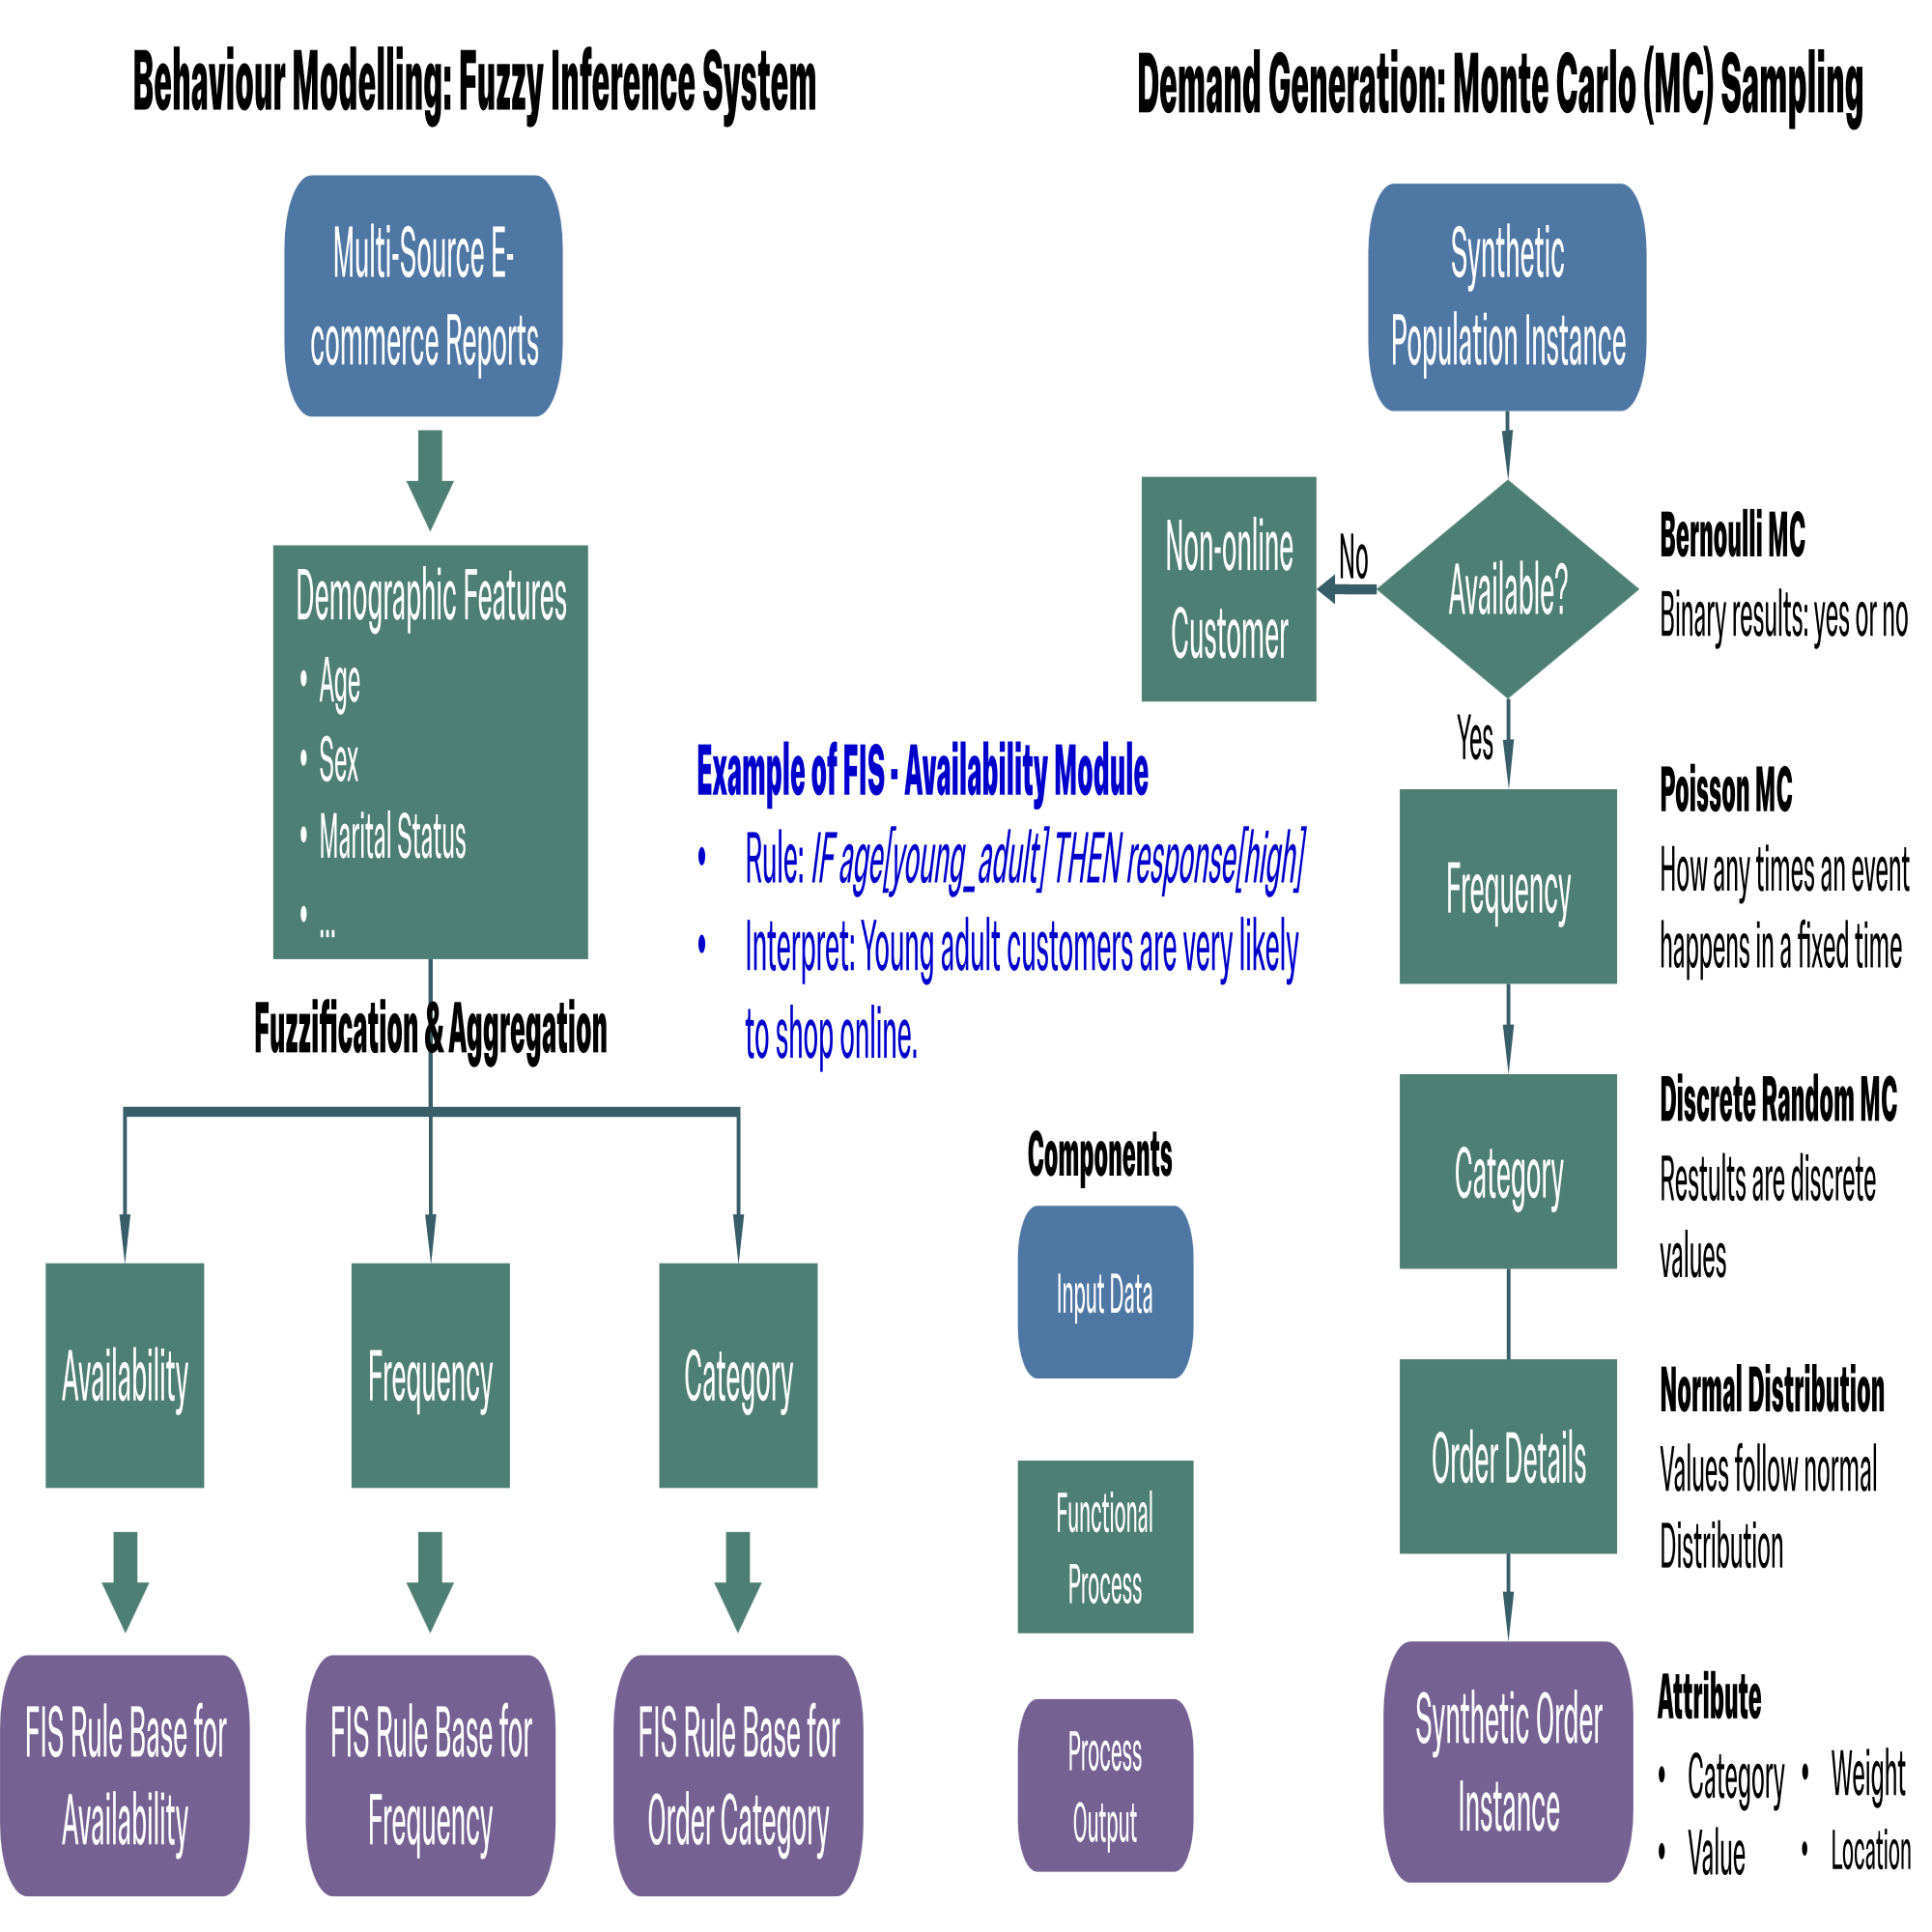 Behaviour Modelling: Fuzzy Inference System
Multi-Source E-
commerce Reports
Demographic Features
• Age
• Sex
• Marital Status
• ...
Fuzzification & Aggregation
Availability
Frequency
Category
FIS Rule Base for
Availability
FIS Rule Base for
Frequency
FIS Rule Base for
Order Category
Example of FIS - Availability Module
• Rule: IF age[young_adult] THEN response[high]
• Interpret: Young adult customers are very likely
to shop online.
Components
Input Data
Functional
Process
Process
Output
Demand Generation: Monte Carlo (MC) Sampling
Synthetic
Population Instance
Available?
No
Non-online
Customer
Yes
Bernoulli MC
Binary results: yes or no
Frequency
Poisson MC
How any times an event
happens in a fixed time
Category
Discrete Random MC
Restults are discrete
values
Order Details
Normal Distribution
Values follow normal
Distribution
Synthetic Order
Instance
Attribute
• Category • Weight
• Value • Location